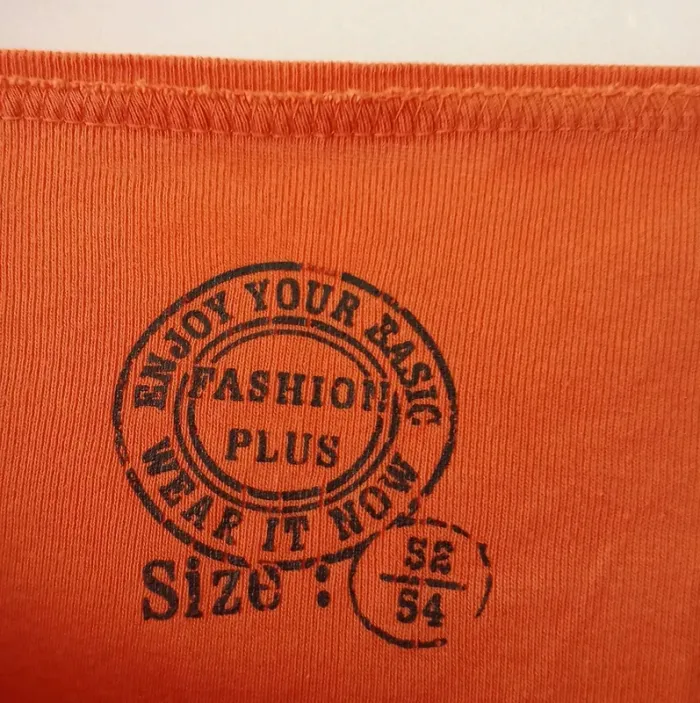 ENJOY YOUR BASIC
FASHION
PLUS
WEAR IT NOW
Size :
52
54